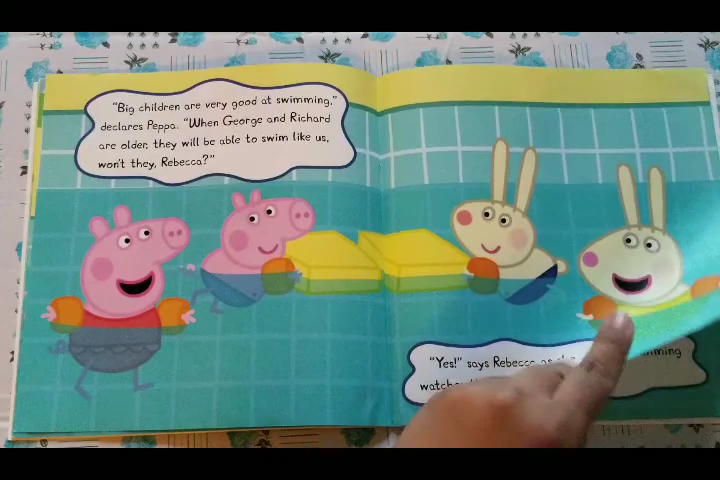 "Big children are very good at swimming,"
declares Peppa. "When George and Richard
are older, they will be able to swim like us,
won't they, Rebecca?"
"Yes!" says Rebecca